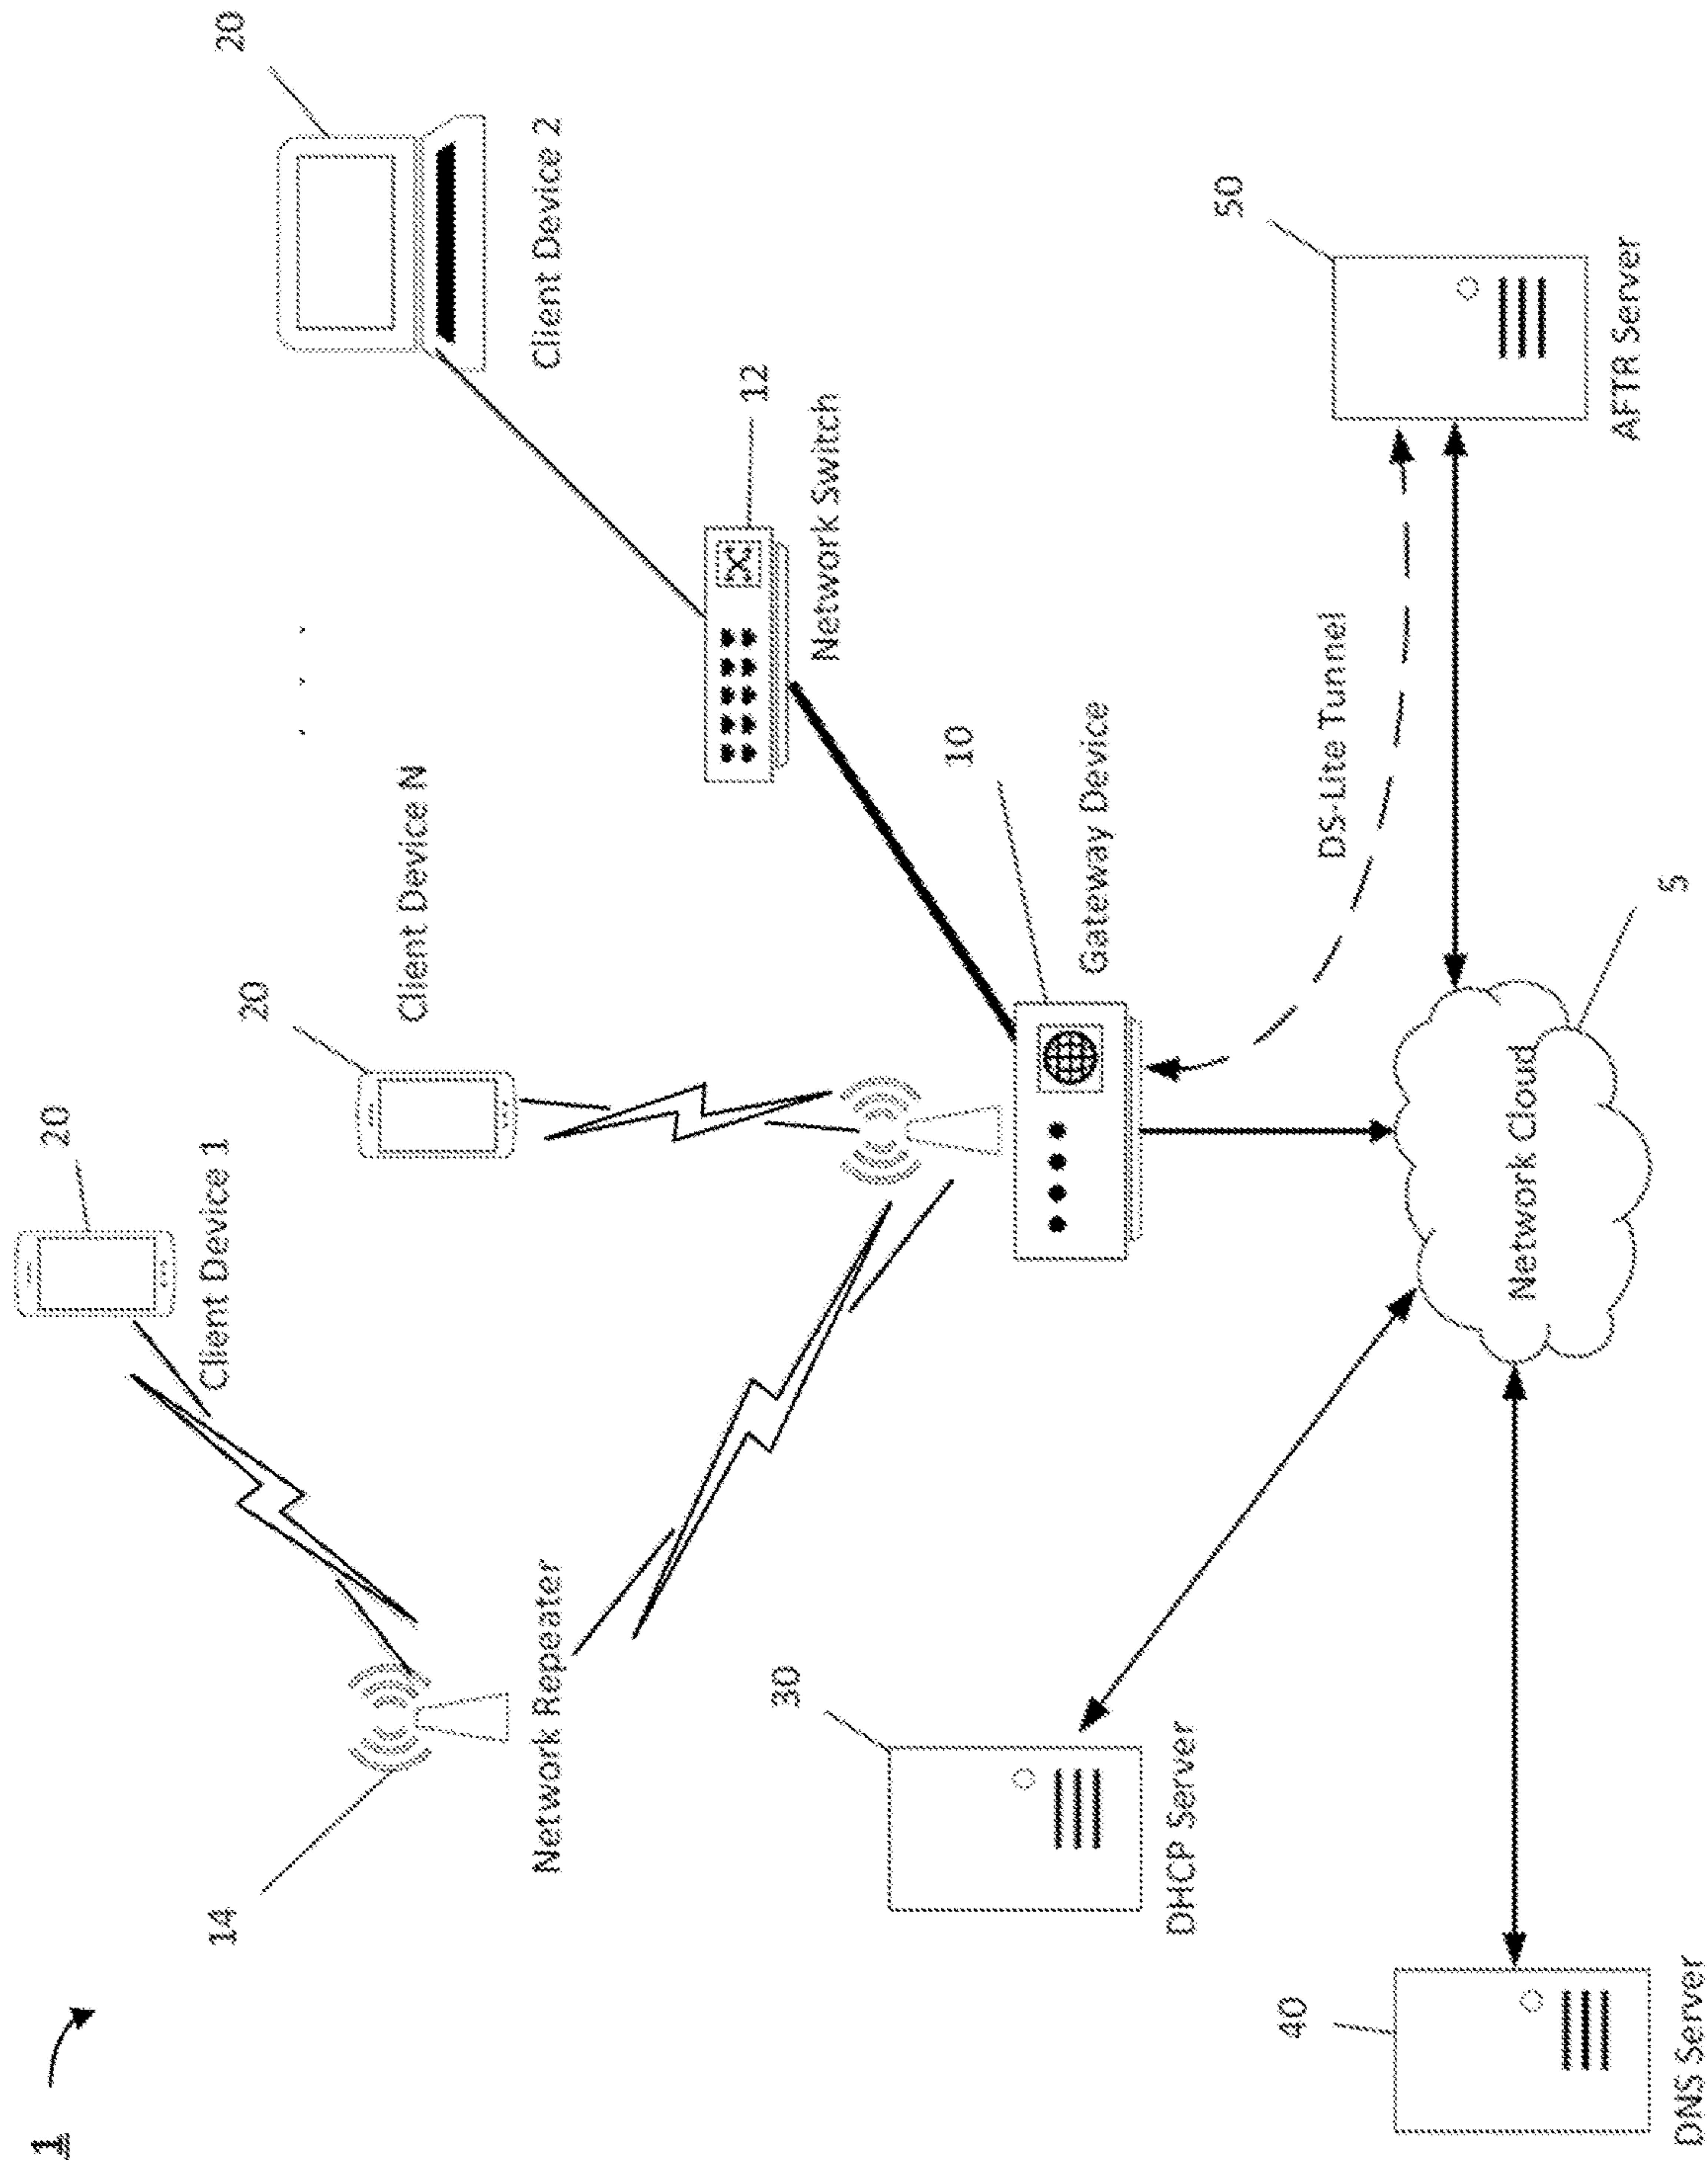 1
20
Client Device 1
20
Client Device N
20
Client Device 2
. . .
14
Network Repeater
12
Network Switch
10
Gateway Device
30
DHCP Server
DS-Lite Tunnel
50
AFTR Server
40
DNS Server
Network Cloud
5